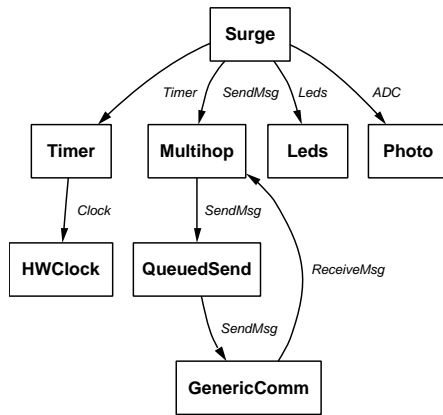 Surge
Timer SendMsg Leds ADC
Timer Multihop Leds Photo
Clock SendMsg
HWClock QueuedSend ReceiveMsg
SendMsg
GenericComm